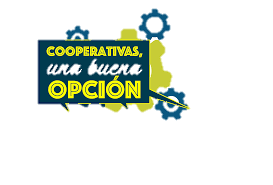 COOPERATIVAS,
una buena
OPCIÓN